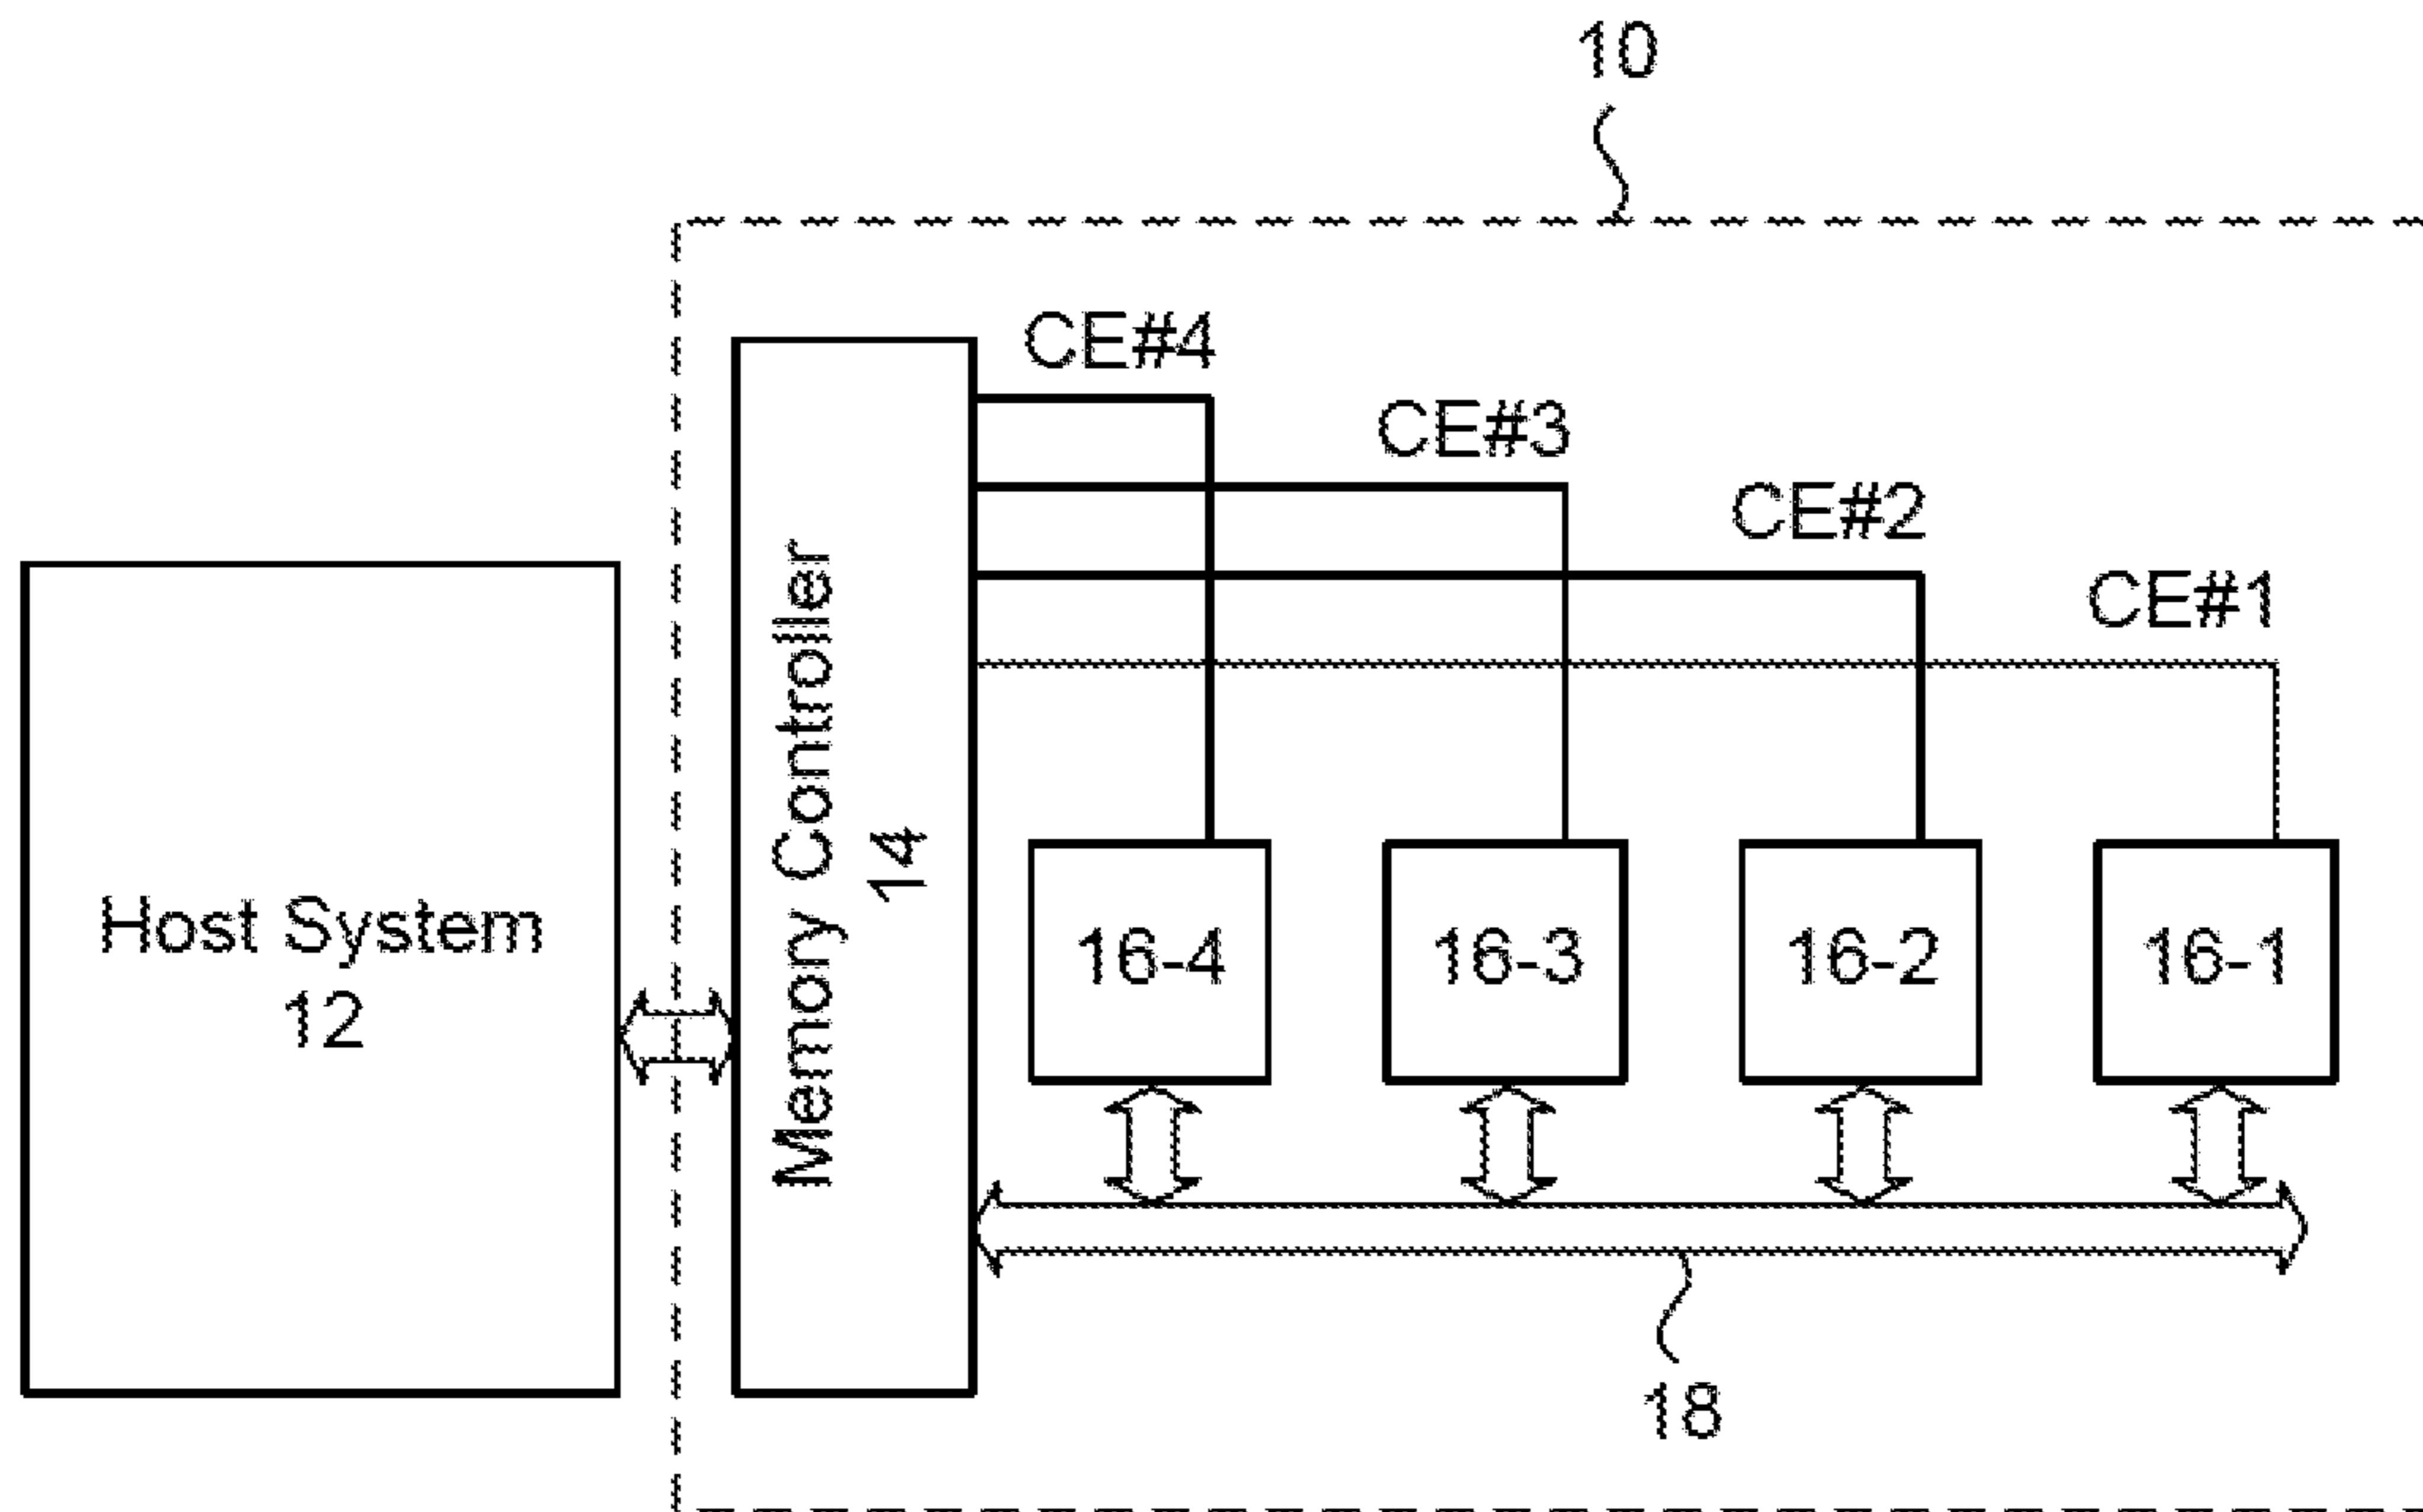 10
CE#4
CE#3
CE#2
CE#1
Host System
12
Memory Controller
14
16-4
16-3
16-2
16-1
18